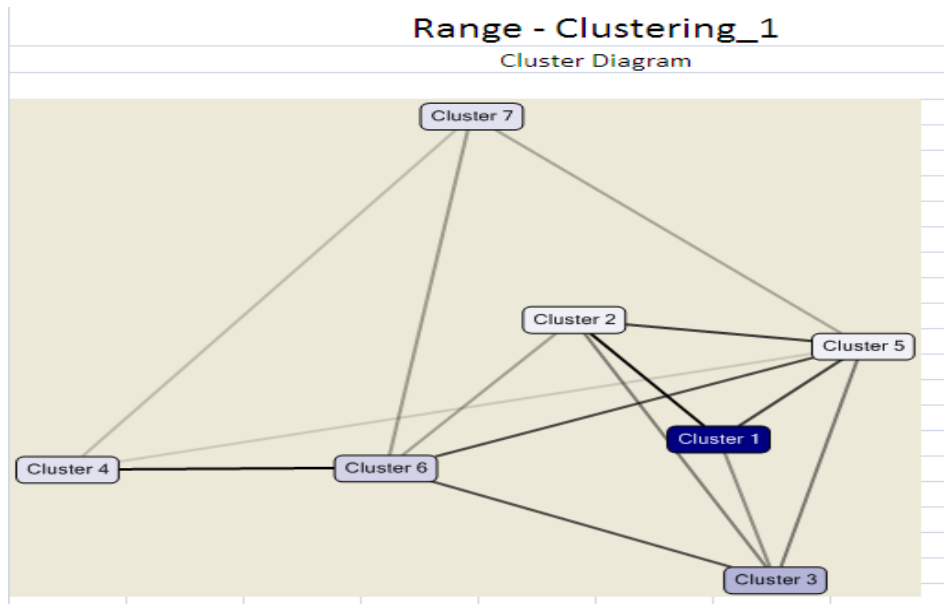 Range - Clustering_1
Cluster Diagram
Cluster 7
Cluster 2
Cluster 5
Cluster 1
Cluster 4
Cluster 6
Cluster 3